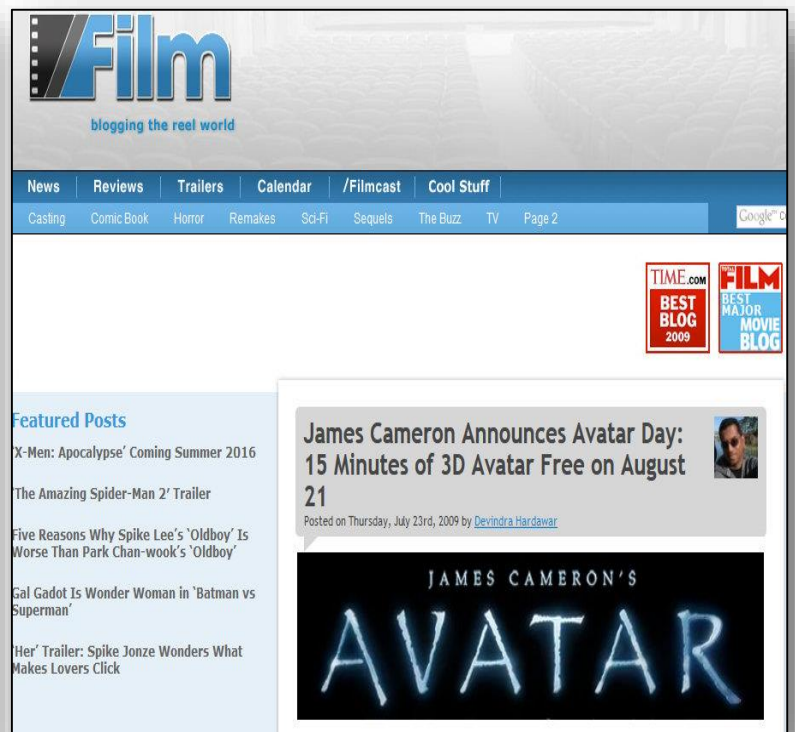 /Film
blogging the reel world
News Reviews Trailers Calendar /Filmcast Cool Stuff
Casting Comic Book Horror Remakes Sci-Fi Sequels The Buzz TV Page 2
Google™
TIME.com
BEST
BLOG
2009
TOTAL
FILM
BEST
MAJOR
MOVIE
BLOG
Featured Posts
'X-Men: Apocalypse' Coming Summer 2016
'The Amazing Spider-Man 2' Trailer
Five Reasons Why Spike Lee's 'Oldboy' Is
Worse Than Park Chan-wook's 'Oldboy'
Gal Gadot Is Wonder Woman in 'Batman vs
Superman'
'Her' Trailer: Spike Jonze Wonders What
Makes Lovers Click
James Cameron Announces Avatar Day:
15 Minutes of 3D Avatar Free on August
21
Posted on Thursday, July 23rd, 2009 by Devindra Hardawar
JAMES CAMERON'S
AVATAR